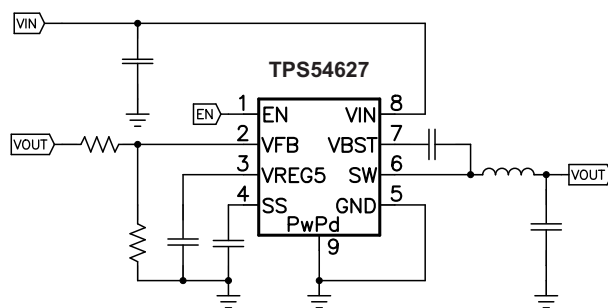 VIN
TPS54627
EN
1 EN
VIN 8
VOUT
2 VFB
VBST 7
3 VREG5
SW 6
VOUT
4 SS
GND 5
PwPd
9